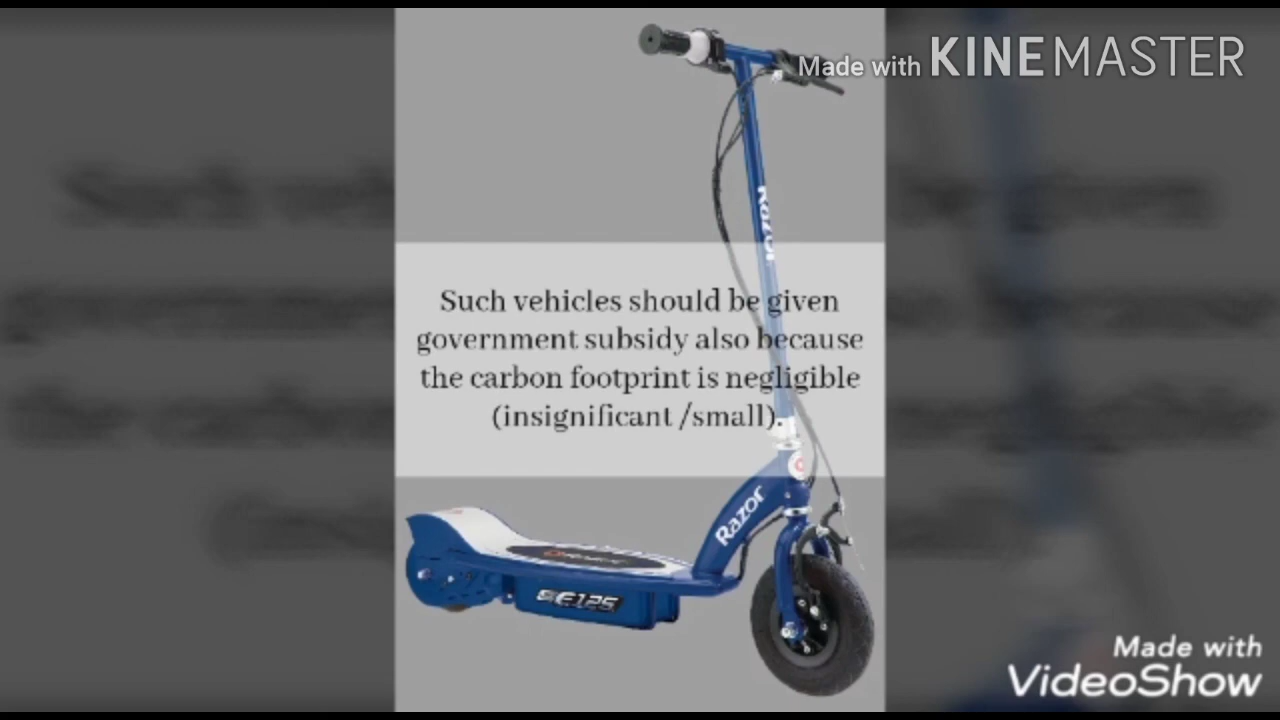 Made with KINEMASTER
Razor
Such vehicles should be given
government subsidy also because
the carbon footprint is negligible
(insignificant /small).
Razor
E125
Made with
VideoShow